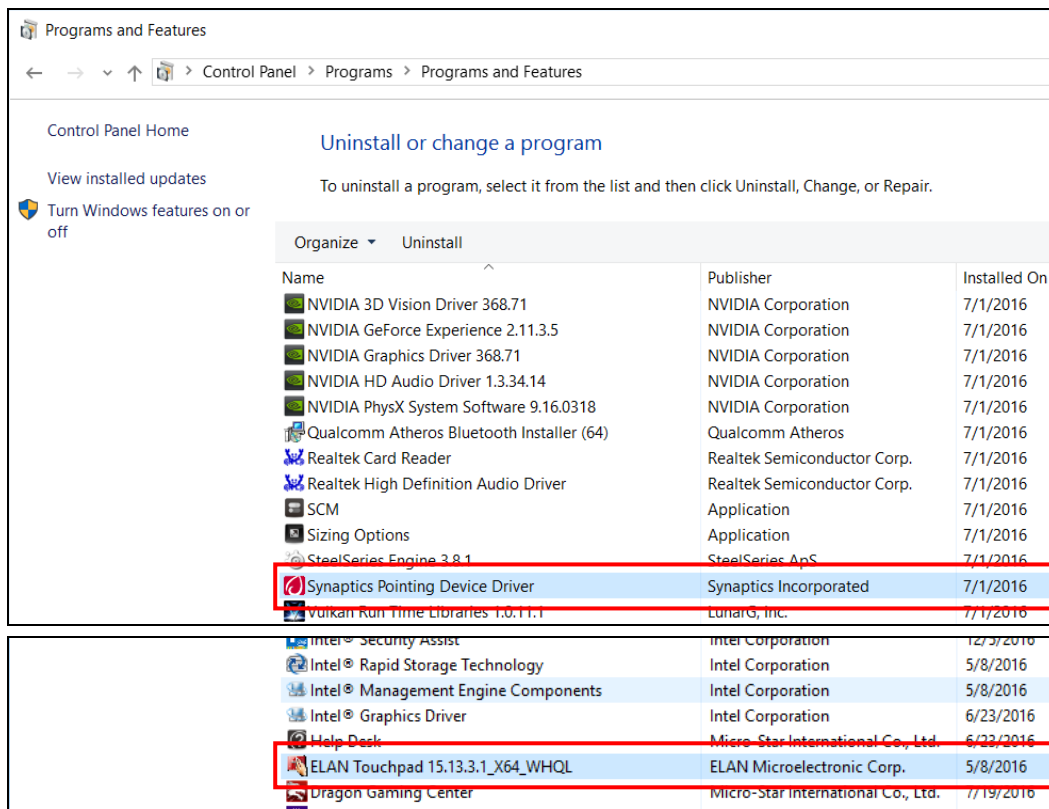 Programs and Features
Control Panel > Programs > Programs and Features
Control Panel Home
View installed updates
Turn Windows features on or
off
Uninstall or change a program
To uninstall a program, select it from the list and then click Uninstall, Change, or Repair.
Organize Uninstall
Name Publisher Installed On
NVIDIA 3D Vision Driver 368.71 NVIDIA Corporation 7/1/2016
NVIDIA GeForce Experience 2.11.3.5 NVIDIA Corporation 7/1/2016
NVIDIA Graphics Driver 368.71 NVIDIA Corporation 7/1/2016
NVIDIA HD Audio Driver 1.3.34.14 NVIDIA Corporation 7/1/2016
NVIDIA PhysX System Software 9.16.0318 NVIDIA Corporation 7/1/2016
Qualcomm Atheros Bluetooth Installer (64) Qualcomm Atheros 7/1/2016
Realtek Card Reader Realtek Semiconductor Corp. 7/1/2016
Realtek High Definition Audio Driver Realtek Semiconductor Corp. 7/1/2016
SCM Application 7/1/2016
Sizing Options Application 7/1/2016
SteelSeries Engine 3.8.1 SteelSeries ApS 7/1/2016
Synaptics Pointing Device Driver Synaptics Incorporated 7/1/2016
Vulkan Run Time Libraries 1.0.11.1 LunarG, Inc. 7/1/2016
Intel® Security Assist Intel Corporation 12/5/2016
Intel® Rapid Storage Technology Intel Corporation 5/8/2016
Intel® Management Engine Components Intel Corporation 5/8/2016
Intel® Graphics Driver Intel Corporation 6/23/2016
Help Desk Micro-Star International Co., Ltd. 6/23/2016
ELAN Touchpad 15.13.3.1_X64_WHQL ELAN Microelectronic Corp. 5/8/2016
Dragon Gaming Center Micro-Star International Co., Ltd. 7/19/2016